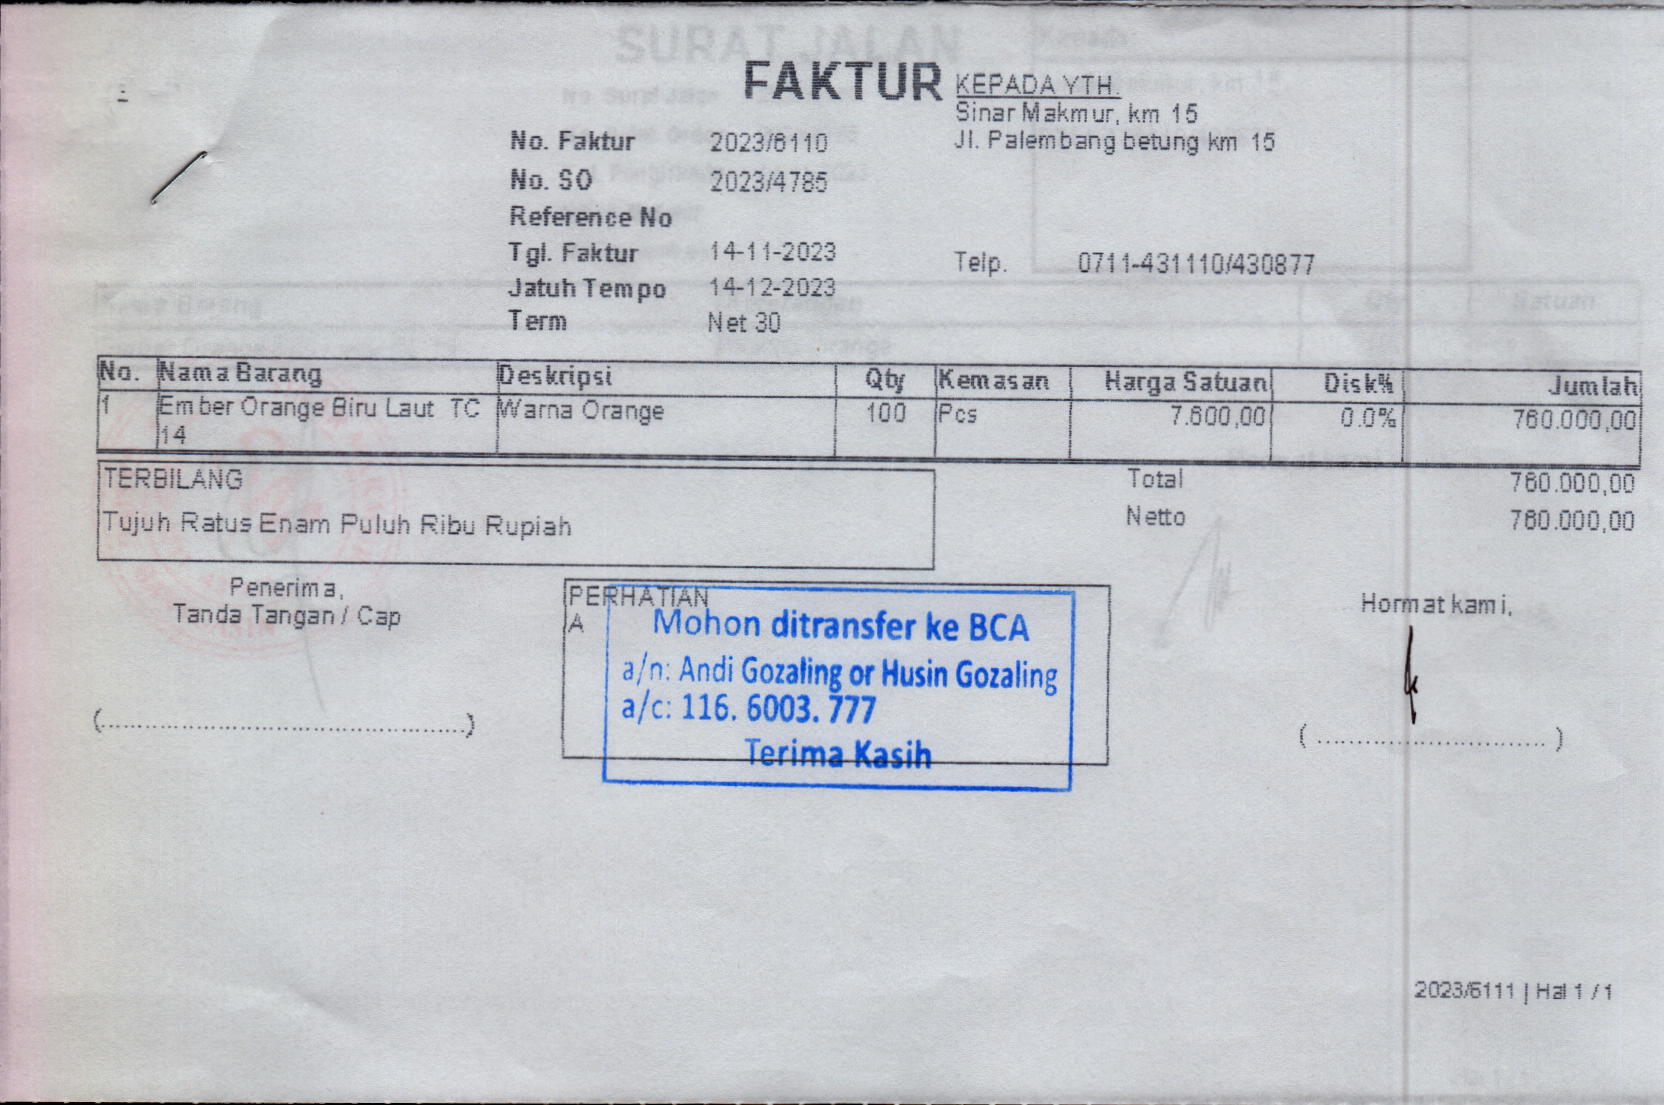 FAKTUR
KEPADA YTH.
Sinar Makmur, km 15
Jl. Palembang betung km 15
No. Faktur 2023/6110
No. SO 2023/4785
Reference No
Tgl. Faktur 14-11-2023
Telp. 0711-431110/430877
Jatuh Tempo 14-12-2023
Term Net 30
No. Nama Barang Deskripsi Qty Kemasan Harga Satuan Disk% Jumlah
1 Ember Orange Biru Laut TC Warna Orange 100 Pcs 7.600,00 0.0% 760.000,00
14
TERBILANG
Tujuh Ratus Enam Puluh Ribu Rupiah
Total 760.000,00
Netto 760.000,00
Penerima,
Tanda Tangan / Cap
(..............................................)
PERHATIAN
A
Mohon ditransfer ke BCA
a/n: Andi Gozaling or Husin Gozaling
a/c: 116. 6003. 777
Terima Kasih
Hormat kami,
( .............................. )
2023/6111 | Hal 1 / 1
SURAT JALAN